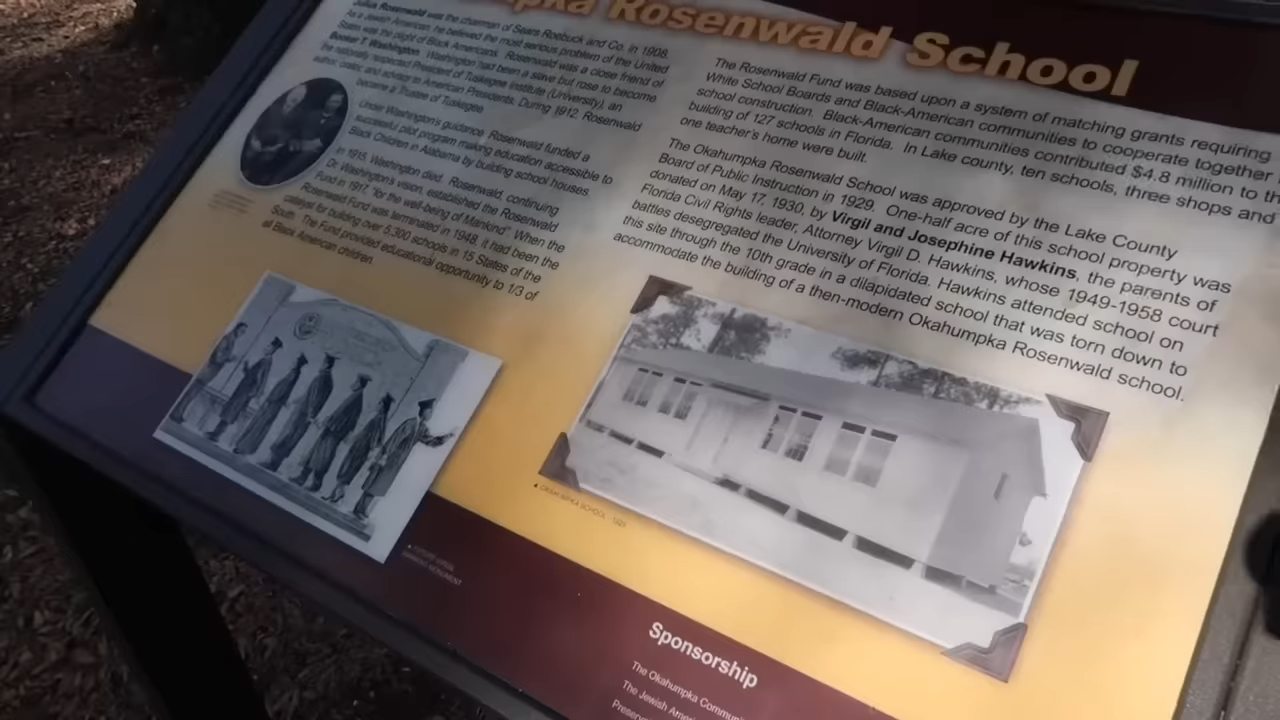 mpka Rosenwald School
Julius Rosenwald was the chairman of Sears Roebuck and Co. in 1908.
As a Jewish American, he believed the most serious problem of the United
States was the plight of Black Americans. Rosenwald was a close friend of
Booker T. Washington. Washington had been a slave but rose to become
the nationally respected President of Tuskegee Institute (University), an
author, orator, and advisor to American Presidents. During 1912, Rosenwald
became a Trustee of Tuskegee.
Under Washington's guidance, Rosenwald funded a
successful pilot program making education accessible to
Black Children in Alabama by building school houses.
In 1915, Washington died. Rosenwald, continuing
Dr. Washington's vision, established the Rosenwald
Fund in 1917, "for the well-being of Mankind". When the
Rosenwald Fund was terminated in 1948, it had been the
catalyst for building over 5,300 schools in 15 States of the
South. The Fund provided educational opportunity to 1/3 of
all Black American children.
The Rosenwald Fund was based upon a system of matching grants requiring
White School Boards and Black-American communities to cooperate together
school construction. Black-American communities contributed $4.8 million to th
building of 127 schools in Florida. In Lake county, ten schools, three shops and
one teacher's home were built.
The Okahumpka Rosenwald School was approved by the Lake County
Board of Public Instruction in 1929. One-half acre of this school property was
donated on May 17, 1930, by Virgil and Josephine Hawkins, the parents of
Florida Civil Rights leader, Attorney Virgil D. Hawkins, whose 1949-1958 court
battles desegregated the University of Florida. Hawkins attended school on
this site through the 10th grade in a dilapidated school that was torn down to
accommodate the building of a then-modern Okahumpka Rosenwald school.
OKAHUMPKA SCHOOL - 1929
MONUMENT
Sponsorship
The Okahumpka Commun
The Jewish Ameri
Preserv